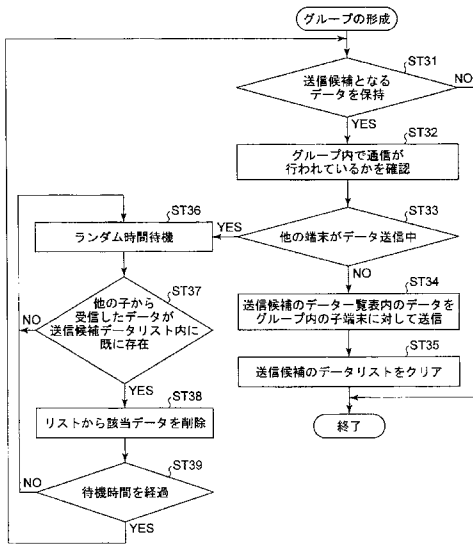 グループの形成
ST31
送信候補となる
データを保持
NO
YES
ST32
グループ内で通信が
行われているかを確認
ST33
他の端末がデータ送信中
YES
NO
ST36
ランダム時間待機
ST37
他の子から
受信したデータが
送信候補データリスト内に
既に存在
NO
YES
ST34
送信候補のデータ一覧表内のデータを
グループ内の子端末に対して送信
ST35
送信候補のデータリストをクリア
終了
ST38
リストから該当データを削除
ST39
待機時間を経過
NO
YES